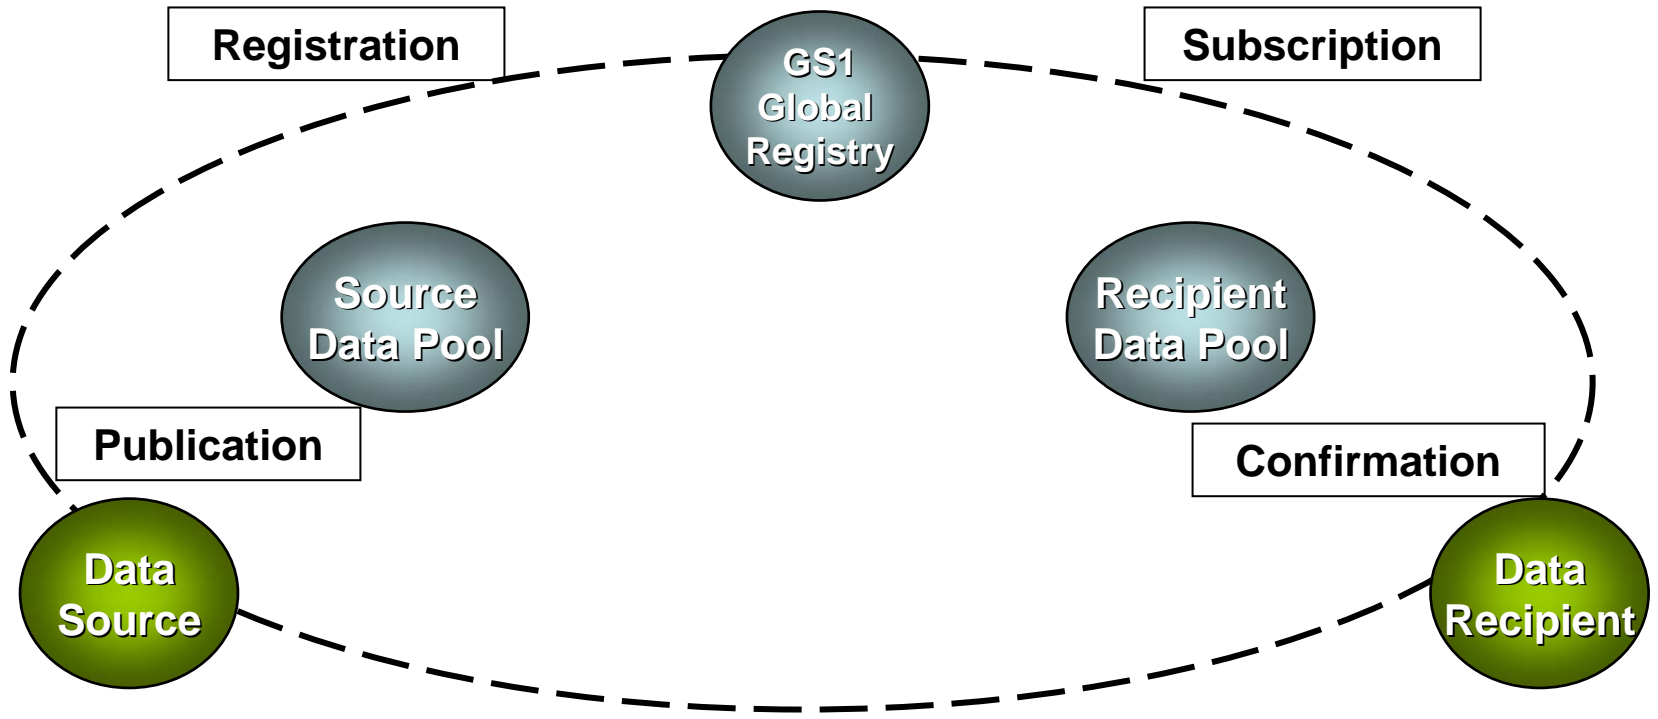 Registration
GS1
Global
Registry
Subscription
Source
Data Pool
Recipient
Data Pool
Publication
Confirmation
Data
Source
Data
Recipient